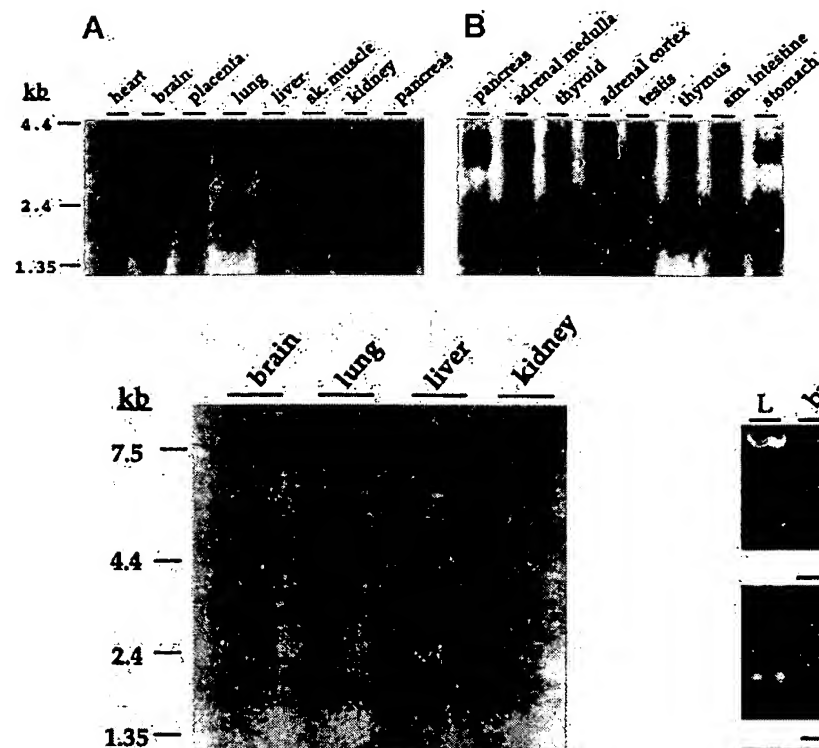 A
B
heart brain placenta lung liver sk. muscle kidney pancreas
pancreas adrenal medulla thyroid adrenal cortex testis thymus sm. intestine stomach
kb
4.4
2.4
1.35
brain lung liver kidney
kb
7.5
4.4
2.4
1.35
L